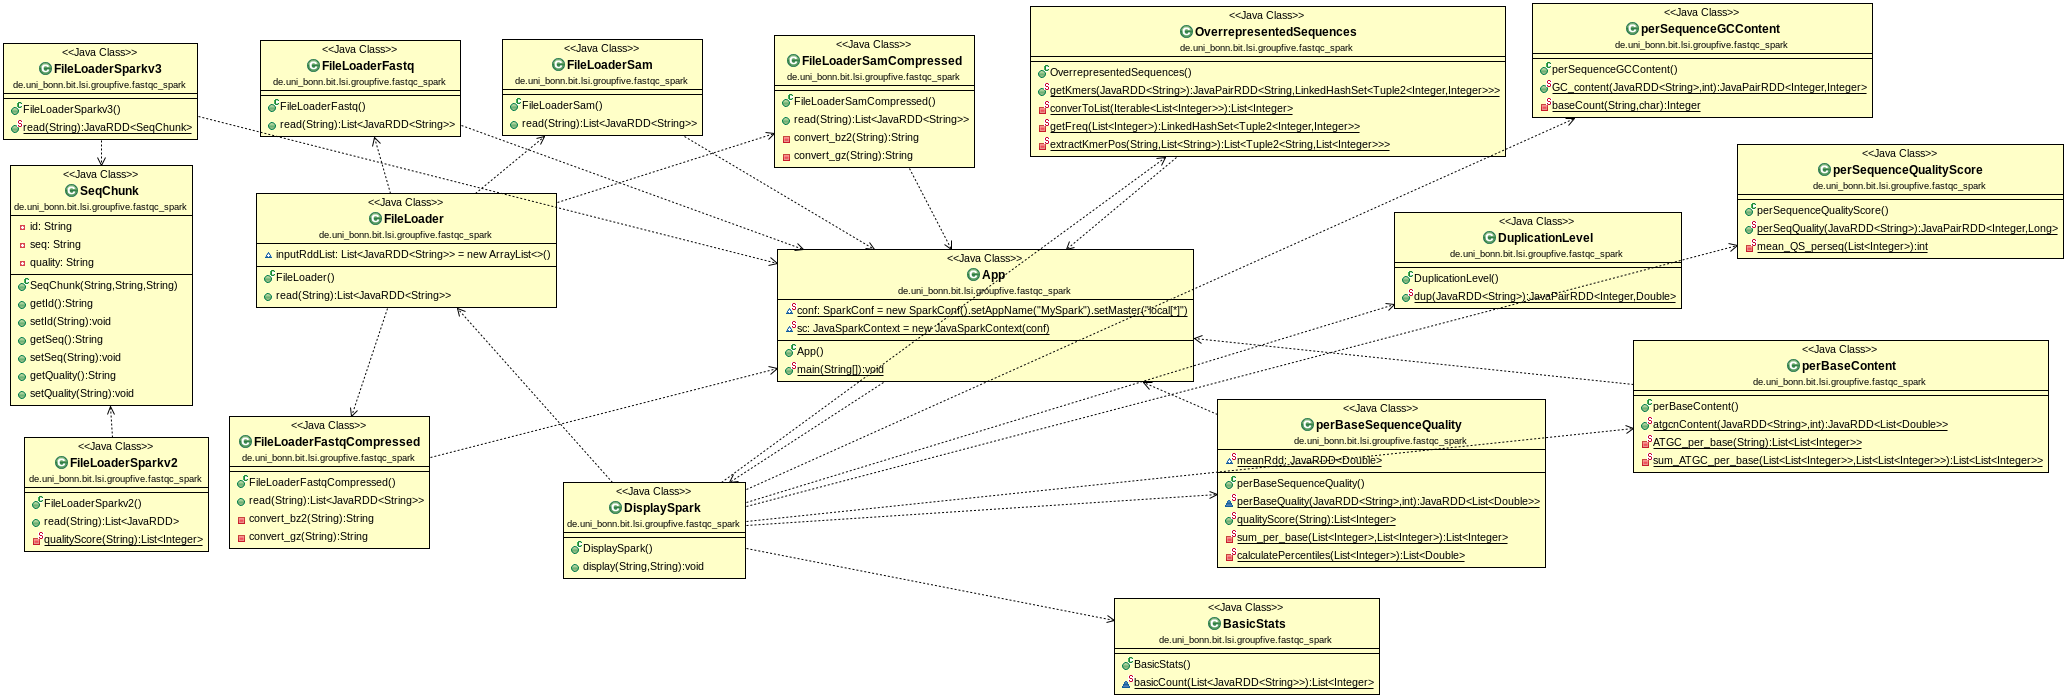 <<Java Class>>
FileLoaderSparkv3
de.uni_bonn.bit.lsi.groupfive.fastqc_spark
FileLoaderSparkv3()
read(String):JavaRDD<SeqChunk>
<<Java Class>>
FileLoaderFastq
de.uni_bonn.bit.lsi.groupfive.fastqc_spark
FileLoaderFastq()
read(String):List<JavaRDD<String>>
<<Java Class>>
FileLoaderSam
de.uni_bonn.bit.lsi.groupfive.fastqc_spark
FileLoaderSam()
read(String):List<JavaRDD<String>>
<<Java Class>>
FileLoaderSamCompressed
de.uni_bonn.bit.lsi.groupfive.fastqc_spark
FileLoaderSamCompressed()
read(String):List<JavaRDD<String>>
convert_bz2(String):String
convert_gz(String):String
<<Java Class>>
OverrepresentedSequences
de.uni_bonn.bit.lsi.groupfive.fastqc_spark
OverrepresentedSequences()
getKmers(JavaRDD<String>):JavaPairRDD<String,LinkedHashSet<Tuple2<Integer,Integer>>>
converToList(Iterable<List<Integer>>):List<Integer>
getFreq(List<Integer>):LinkedHashSet<Tuple2<Integer,Integer>>
extractKmerPos(String,List<String>):List<Tuple2<String,List<Integer>>>
<<Java Class>>
perSequenceGCContent
de.uni_bonn.bit.lsi.groupfive.fastqc_spark
perSequenceGCContent()
GC_content(JavaRDD<String>,int):JavaPairRDD<Integer,Integer>
baseCount(String,char):Integer
<<Java Class>>
perSequenceQualityScore
de.uni_bonn.bit.lsi.groupfive.fastqc_spark
perSequenceQualityScore()
perSeqQuality(JavaRDD<String>):JavaPairRDD<Integer,Long>
mean_QS_perseq(List<Integer>):int
<<Java Class>>
SeqChunk
de.uni_bonn.bit.lsi.groupfive.fastqc_spark
id: String
seq: String
quality: String
SeqChunk(String,String,String)
getId():String
setId(String):void
getSeq():String
setSeq(String):void
getQuality():String
setQuality(String):void
<<Java Class>>
FileLoader
de.uni_bonn.bit.lsi.groupfive.fastqc_spark
inputRddList: List<JavaRDD<String>> = new ArrayList<>()
FileLoader()
read(String):List<JavaRDD<String>>
<<Java Class>>
App
de.uni_bonn.bit.lsi.groupfive.fastqc_spark
conf: SparkConf = new SparkConf().setAppName("MySpark").setMaster("local[*]")
sc: JavaSparkContext = new JavaSparkContext(conf)
App()
main(String[]):void
<<Java Class>>
DuplicationLevel
de.uni_bonn.bit.lsi.groupfive.fastqc_spark
DuplicationLevel()
dup(JavaRDD<String>):JavaPairRDD<Integer,Double>
<<Java Class>>
perBaseContent
de.uni_bonn.bit.lsi.groupfive.fastqc_spark
perBaseContent()
atgcnContent(JavaRDD<String>,int):JavaRDD<List<Double>>
ATGC_per_base(String):List<List<Integer>>
sum_ATGC_per_base(List<List<Integer>>,List<List<Integer>>):List<List<Integer>>
<<Java Class>>
FileLoaderSparkv2
de.uni_bonn.bit.lsi.groupfive.fastqc_spark
FileLoaderSparkv2()
read(String):List<JavaRDD>
qualityScore(String):List<Integer>
<<Java Class>>
FileLoaderFastqCompressed
de.uni_bonn.bit.lsi.groupfive.fastqc_spark
FileLoaderFastqCompressed()
read(String):List<JavaRDD<String>>
convert_bz2(String):String
convert_gz(String):String
<<Java Class>>
DisplaySpark
de.uni_bonn.bit.lsi.groupfive.fastqc_spark
DisplaySpark()
display(String,String):void
<<Java Class>>
perBaseSequenceQuality
de.uni_bonn.bit.lsi.groupfive.fastqc_spark
meanRdd: JavaRDD<Double>
perBaseSequenceQuality()
perBaseQuality(JavaRDD<String>,int):JavaRDD<List<Double>>
qualityScore(String):List<Integer>
sum_per_base(List<Integer>,List<Integer>):List<Integer>
calculatePercentiles(List<Integer>):List<Double>
<<Java Class>>
BasicStats
de.uni_bonn.bit.lsi.groupfive.fastqc_spark
BasicStats()
basicCount(List<JavaRDD<String>>):List<Integer>